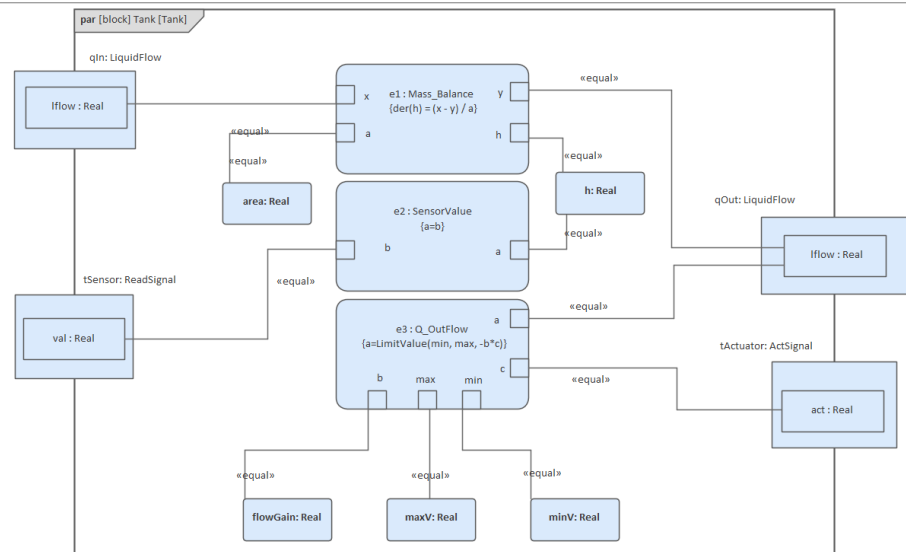 par [block] Tank [Tank]
qIn: LiquidFlow
lflow : Real
x
e1 : Mass_Balance
{der(h) = (x - y) / a}
y
a
h
«equal»
«equal»
«equal»
«equal»
area: Real
h: Real
e2 : SensorValue
{a=b}
b
a
«equal»
qOut: LiquidFlow
lflow : Real
tSensor: ReadSignal
«equal»
val : Real
e3 : Q_OutFlow
{a=LimitValue(min, max, -b*c)}
a
c
b
max
min
«equal»
«equal»
tActuator: ActSignal
act : Real
«equal»
«equal»
«equal»
flowGain: Real
maxV: Real
minV: Real